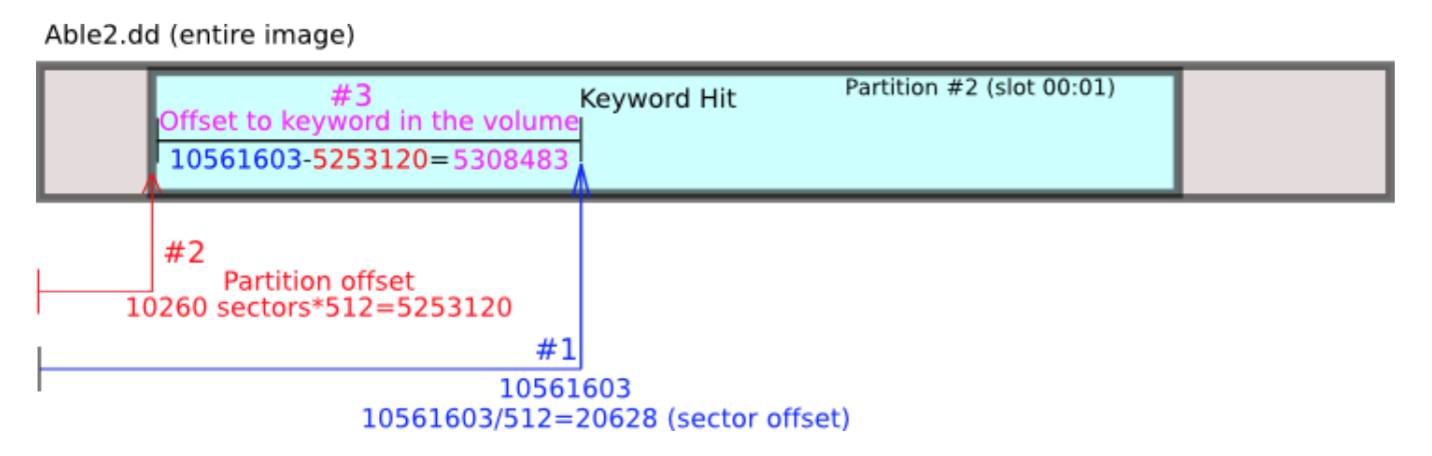 Able2.dd (entire image)
#3
Keyword Hit
Partition #2 (slot 00:01)
Offset to keyword in the volume
10561603-5253120=5308483
#2
Partition offset
10260 sectors*512=5253120
#1
10561603
10561603/512=20628 (sector offset)